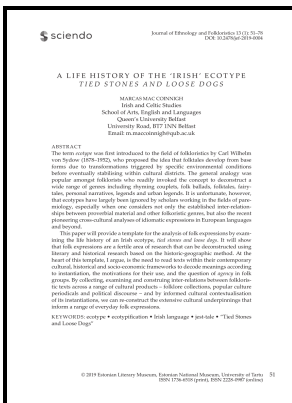 sciendo
Journal of Ethnology and Folkloristics 13 (1): 51–78
DOI: 10.2478/jef-2019-0004
A LIFE HISTORY OF THE ‘IRISH’ ECOTYPE
TIED STONES AND LOOSE DOGS
MARCAS MAC COINNIGH
Irish and Celtic Studies
School of Arts, English and Languages
Queen’s University Belfast
University Road, BT7 1NN Belfast
Email: m.maccoinnigh@qub.ac.uk
ABSTRACT
The term ecotype was first introduced to the field of folkloristics by Carl Wilhelm
von Sydow (1878–1952), who proposed the idea that folktales develop from base
forms due to transformations triggered by specific environmental conditions
before eventually stabilising within cultural districts. The general analogy was
popular amongst folklorists who readily invoked the concept to deconstruct a
wide range of genres including rhyming couplets, folk ballads, folktales, fairy-
tales, personal narratives, legends and urban legends. It is unfortunate, however,
that ecotypes have largely been ignored by scholars working in the fields of pare-
miology, especially when one considers not only the established inter-relation-
ships between proverbial material and other folkloristic genres, but also the recent
pioneering cross-cultural analyses of idiomatic expressions in European languages
and beyond.
This paper will provide a template for the analysis of folk expressions by exam-
ining the life history of an Irish ecotype, tied stones and loose dogs. It will show
that folk expressions are a fertile area of research that can be deconstructed using
literary and historical research based on the historic-geographic method. At the
heart of this folkloristic, I argue, is the need to read texts within their contemporary
cultural, historical and socio-economic frameworks to decode meanings according
to instantiation, the motivations for their use, and the question of agency in folk
groups. By collecting, examining and considering inter-relations between folkloris-
tic texts across a range of cultural products – folklore collections, popular culture
periodicals and political discourse – and by informed cultural contextualisation
of its instantiations, we can re-construct the extensive cultural underpinnings that
inform a range of everyday folk expressions.
KEYWORDS: ecotype • ecotypification • Irish language • jest-tale • “Tied Stones
and Loose Dogs”
© 2019 Estonian Literary Museum, Estonian National Museum, University of Tartu 51
ISSN 1736-6518 (print), ISSN 2228-0987 (online)